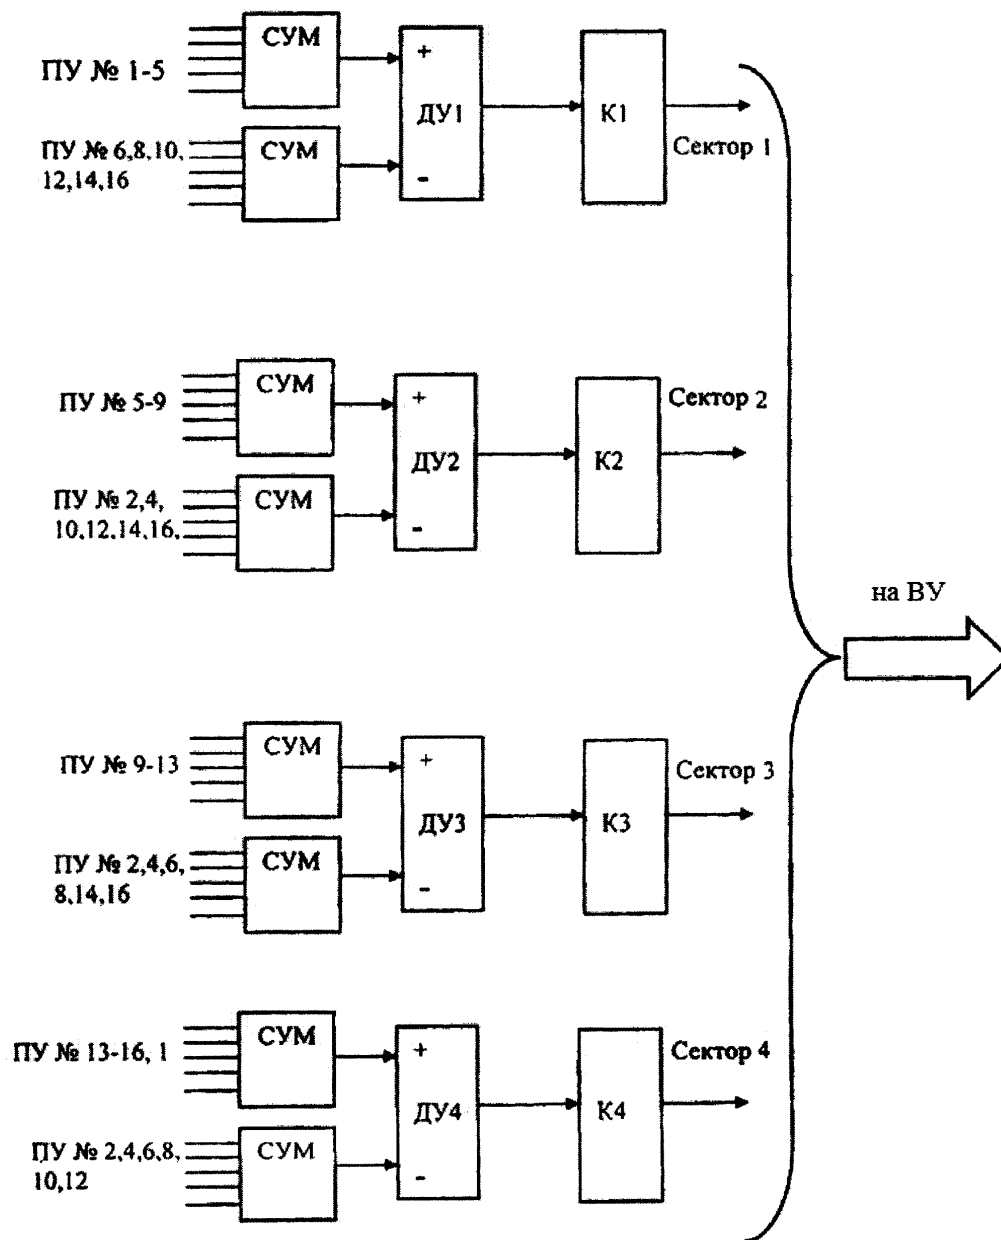 СУМ
ПУ № 1-5
+
ДУ1
-
К1
Сектор 1
СУМ
ПУ № 6,8,10,
12,14,16
СУМ
ПУ № 5-9
+
ДУ2
-
К2
Сектор 2
СУМ
ПУ № 2,4,
10,12,14,16,
на ВУ
СУМ
ПУ № 9-13
+
ДУ3
-
К3
Сектор 3
СУМ
ПУ № 2,4,6,
8,14,16
СУМ
ПУ № 13-16, 1
+
ДУ4
-
К4
Сектор 4
СУМ
ПУ № 2,4,6,8,
10,12